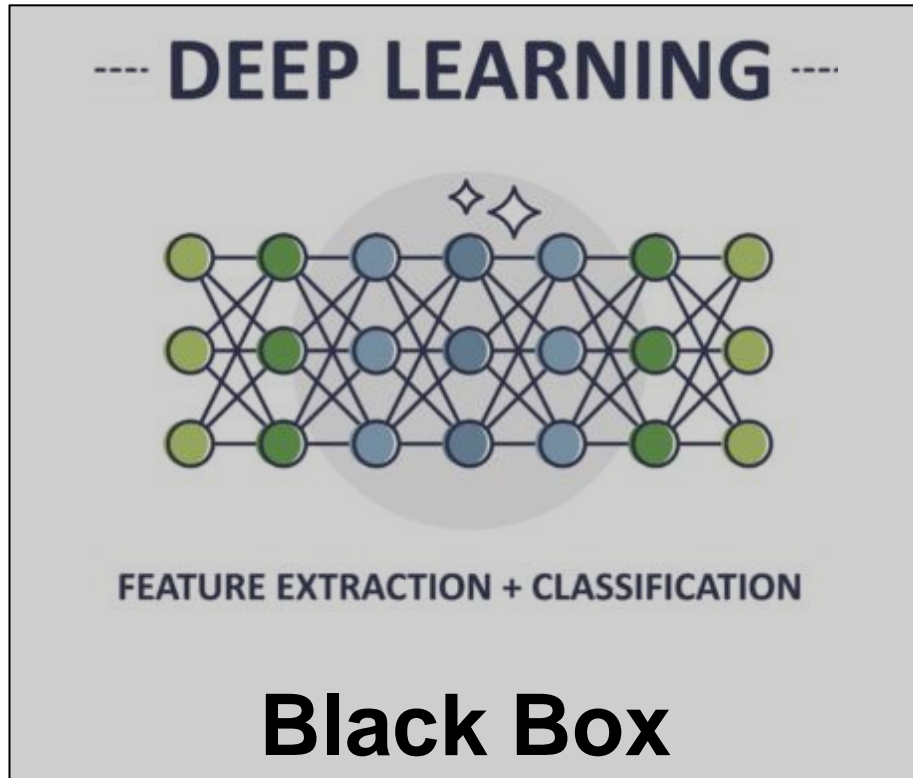 ---- DEEP LEARNING ----
FEATURE EXTRACTION + CLASSIFICATION
Black Box